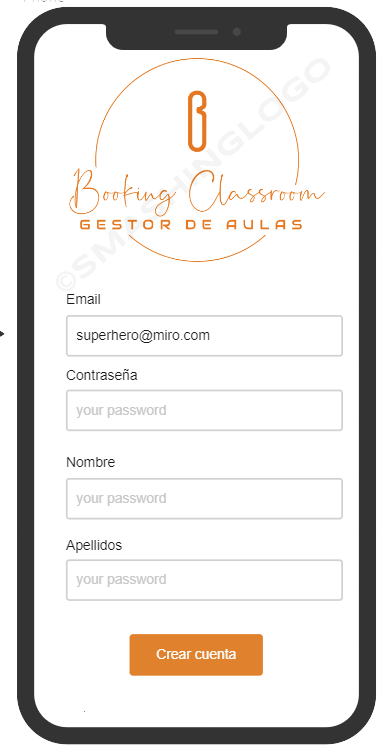 B
Booking Classroom
GESTOR DE AULAS
©SMASHINGLOGO
Email
superhero@miro.com
Contraseña
your password
Nombre
your password
Apellidos
your password
Crear cuenta